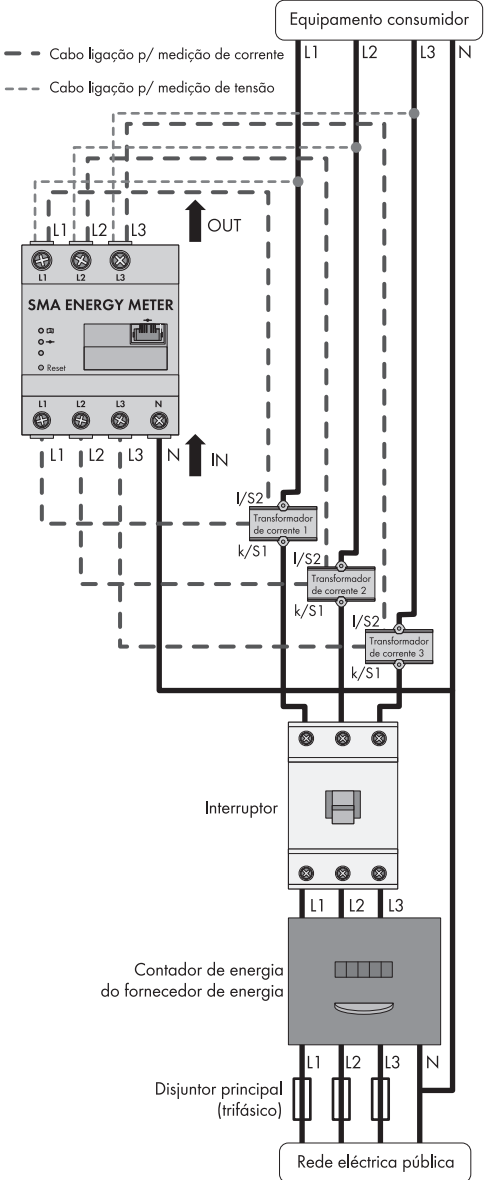 Equipamento consumidor
L1 L2 L3 N
Cabo ligação p/ medição de corrente
Cabo ligação p/ medição de tensão
L1 L2 L3
OUT
L1 L2 L3
SMA ENERGY METER
Reset
L1 L2 L3 N
L1 L2 L3 N
IN
l/S2
Transformador
de corrente 1
k/S1
l/S2
Transformador
de corrente 2
k/S1
l/S2
Transformador
de corrente 3
k/S1
Interruptor
L1 L2 L3
Contador de energia
do fornecedor de energia
L1 L2 L3 N
Disjuntor principal
(trifásico)
Rede eléctrica pública